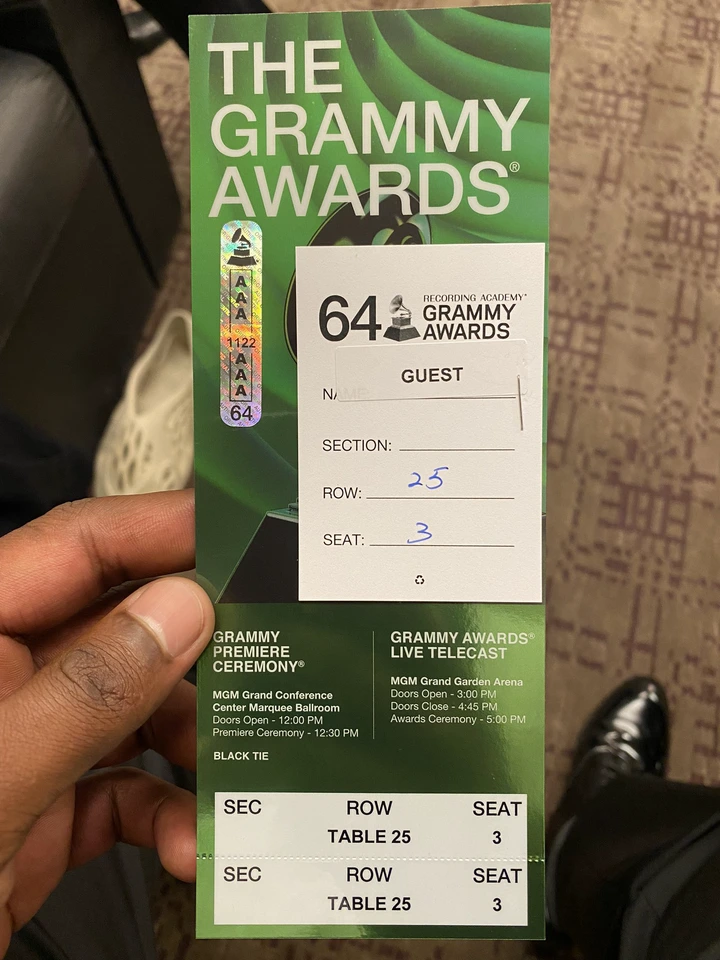 THE
GRAMMY
AWARDS®
A
A
A
1122
A
A
A
64
64 RECORDING ACADEMY®
GRAMMY
AWARDS
GUEST
NAME
SECTION:
ROW: 25
SEAT: 3
GRAMMY
PREMIERE
CEREMONY®
MGM Grand Conference
Center Marquee Ballroom
Doors Open - 12:00 PM
Premiere Ceremony - 12:30 PM
BLACK TIE
GRAMMY AWARDS®
LIVE TELECAST
MGM Grand Garden Arena
Doors Open - 3:00 PM
Doors Close - 4:45 PM
Awards Ceremony - 5:00 PM
SEC ROW SEAT
TABLE 25 3
SEC ROW SEAT
TABLE 25 3